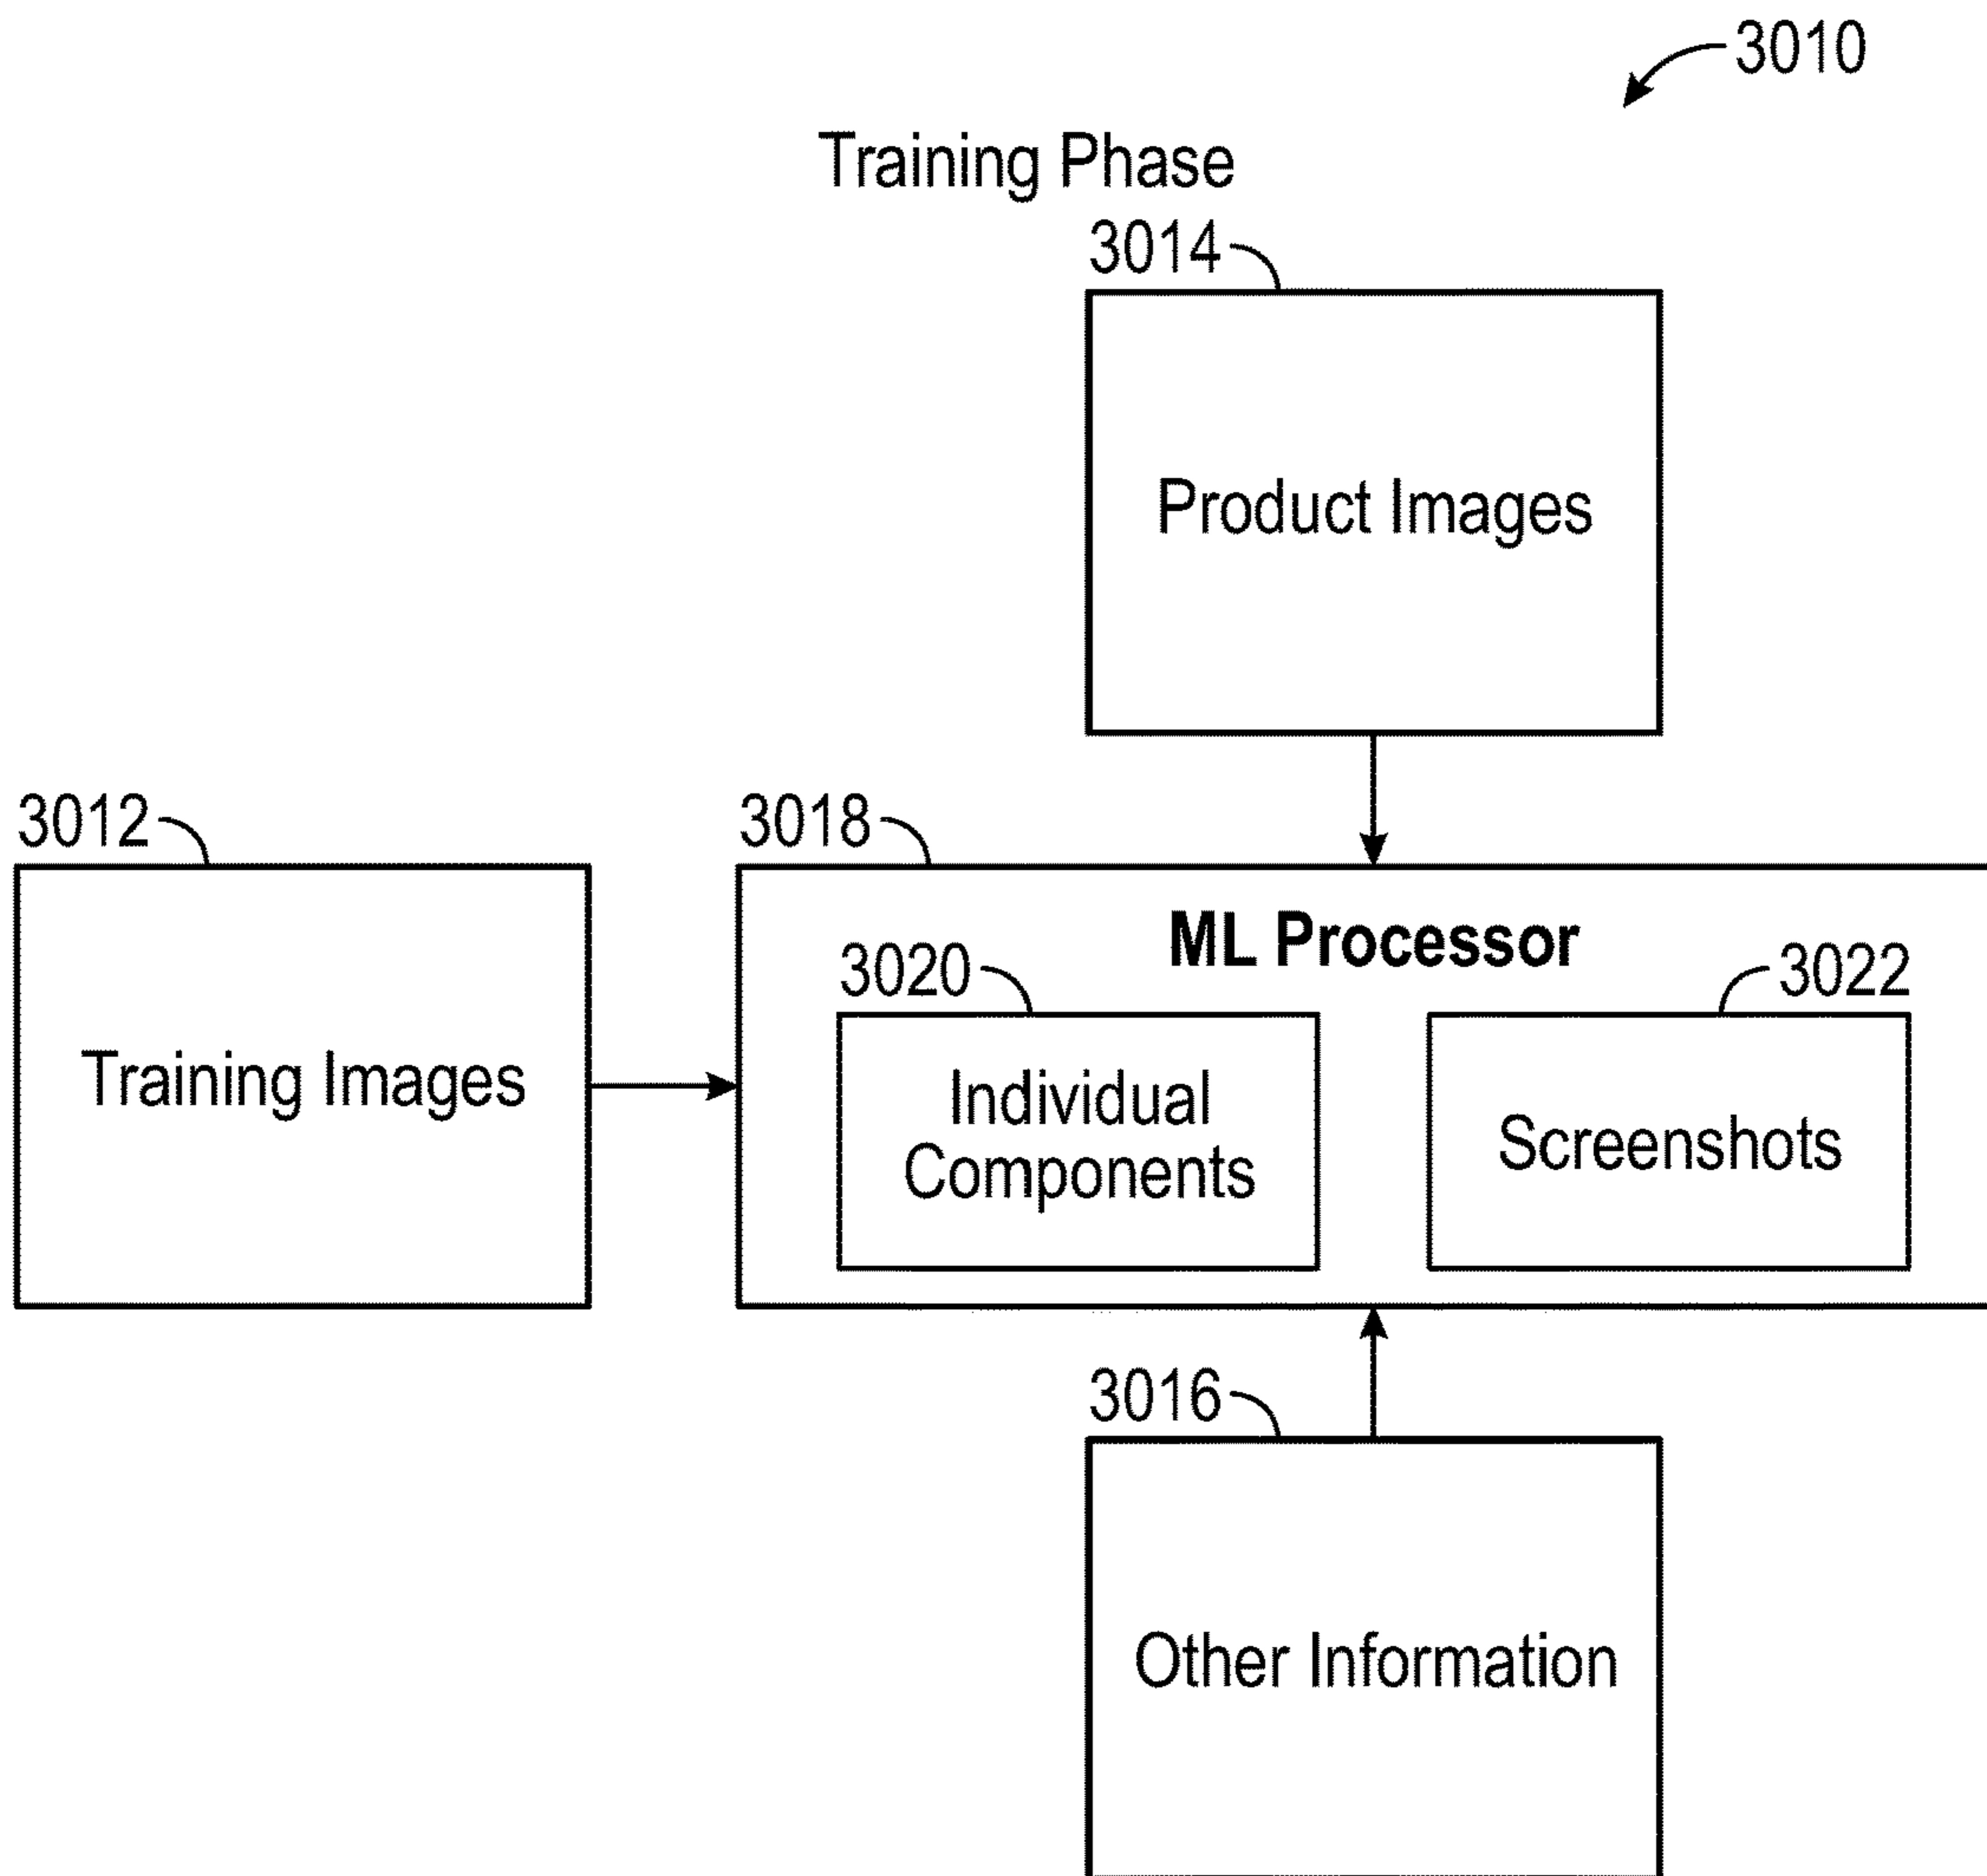 3010
Training Phase
3014
Product Images
3012
Training Images
3018
ML Processor
3020
Individual
Components
3022
Screenshots
3016
Other Information